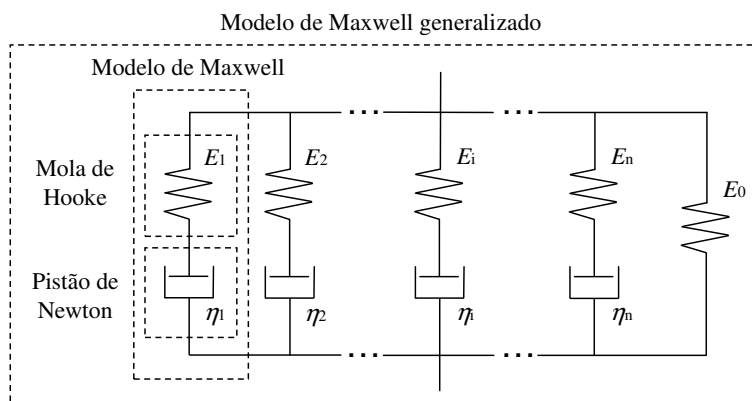 Modelo de Maxwell generalizado
Modelo de Maxwell
Mola de
Hooke
E1
E2
Ei
En
E0
Pistão de
Newton
η1
η2
ηi
ηn